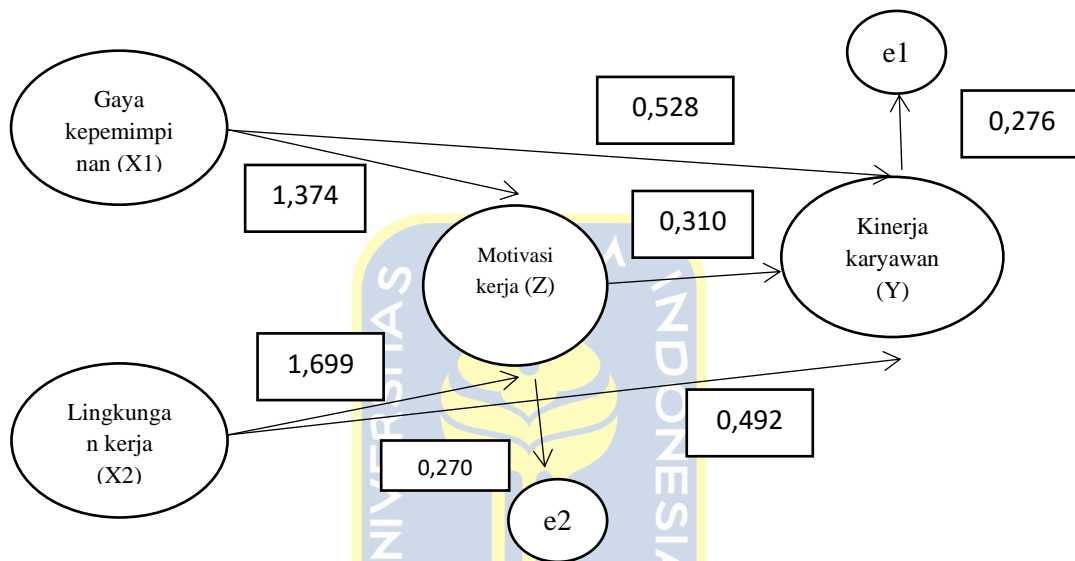 e1
Gaya
kepemimpi
nan (X1)
0,528
0,276
1,374
0,310
Motivasi
kerja (Z)
Kinerja
karyawan
(Y)
1,699
Lingkunga
n kerja
(X2)
0,492
0,270
e2